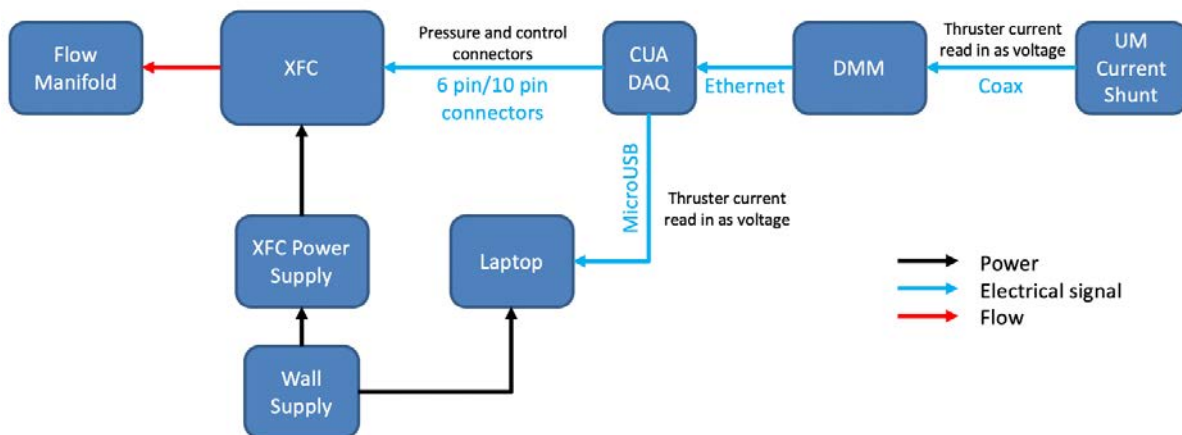 Flow
Manifold
XFC
Pressure and control
connectors
6 pin/10 pin
connectors
CUA
DAQ
Ethernet
DMM
Thruster current
read in as voltage
Coax
UM
Current
Shunt
MicroUSB
Thruster current
read in as voltage
XFC Power
Supply
Laptop
Wall
Supply
Power
Electrical signal
Flow